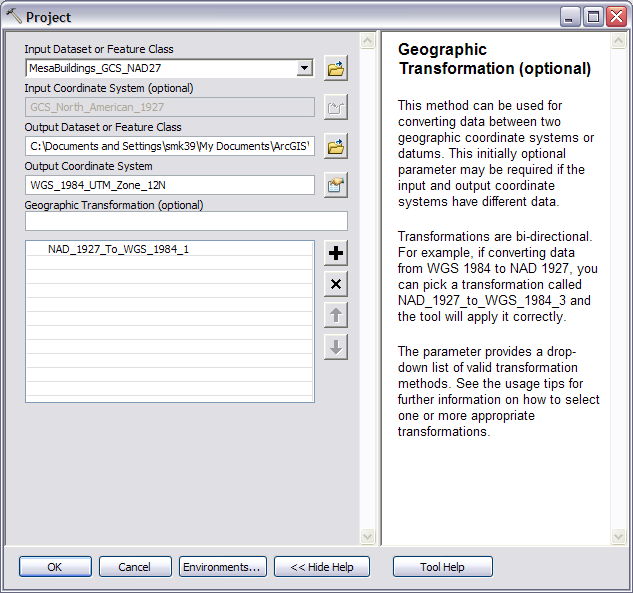 Project
Input Dataset or Feature Class
MesaBuildings_GCS_NAD27
Input Coordinate System (optional)
GCS_North_American_1927
Output Dataset or Feature Class
C:\Documents and Settings\smk39\My Documents\ArcGIS\
Output Coordinate System
WGS_1984_UTM_Zone_12N
Geographic Transformation (optional)
NAD_1927_To_WGS_1984_1
OK
Cancel
Environments...
<< Hide Help
Geographic
Transformation (optional)
This method can be used for
converting data between two
geographic coordinate systems or
datums. This initially optional
parameter may be required if the
input and output coordinate
systems have different data.
Transformations are bi-directional.
For example, if converting data
from WGS 1984 to NAD 1927, you
can pick a transformation called
NAD_1927_to_WGS_1984_3 and
the tool will apply it correctly.
The parameter provides a drop-
down list of valid transformation
methods. See the usage tips for
further information on how to select
one or more appropriate
transformations.
Tool Help